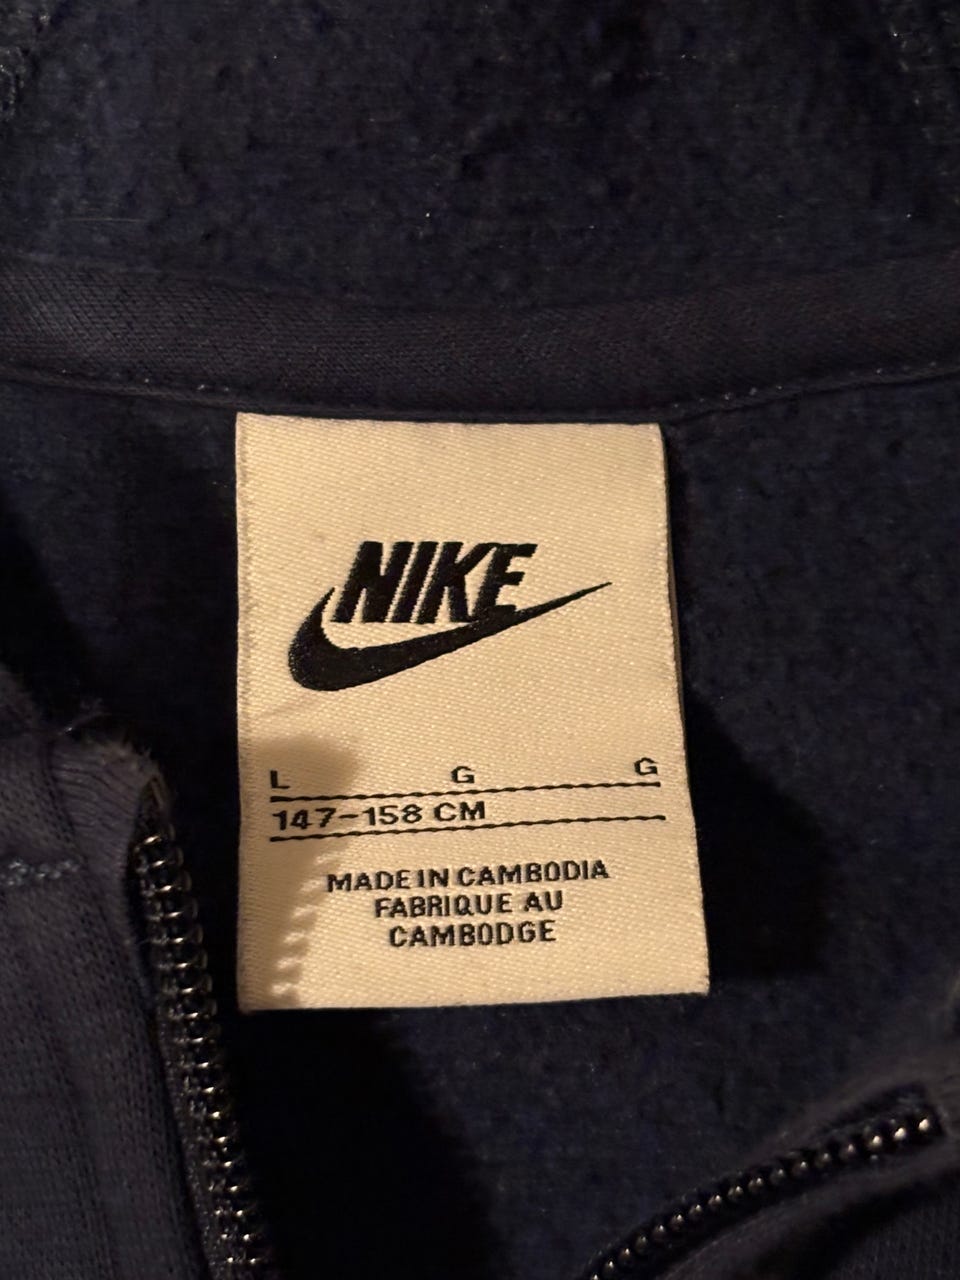 NIKE
L G G
147-158 CM
MADE IN CAMBODIA
FABRIQUE AU
CAMBODGE